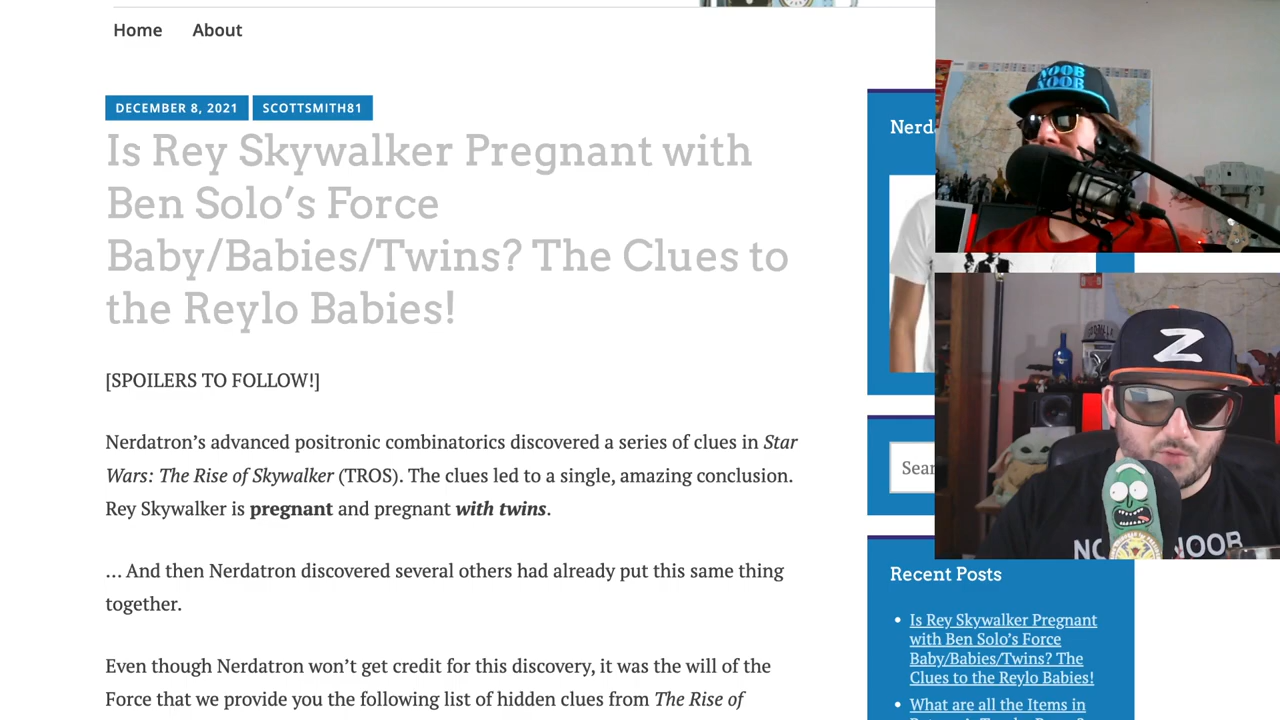 Home About
DECEMBER 8, 2021 SCOTTSMITH81
Is Rey Skywalker Pregnant with
Ben Solo’s Force
Baby/Babies/Twins? The Clues to
the Reylo Babies!
[SPOILERS TO FOLLOW!]
Nerdatron’s advanced positronic combinatorics discovered a series of clues in Star
Wars: The Rise of Skywalker (TROS). The clues led to a single, amazing conclusion.
Rey Skywalker is pregnant and pregnant with twins.
… And then Nerdatron discovered several others had already put this same thing
together.
Even though Nerdatron won’t get credit for this discovery, it was the will of the
Force that we provide you the following list of hidden clues from The Rise of
Nerd
Sear
Recent Posts
Is Rey Skywalker Pregnant
with Ben Solo’s Force
Baby/Babies/Twins? The
Clues to the Reylo Babies!
What are all the Items in
NOOB
NOOB
Z
NOOB